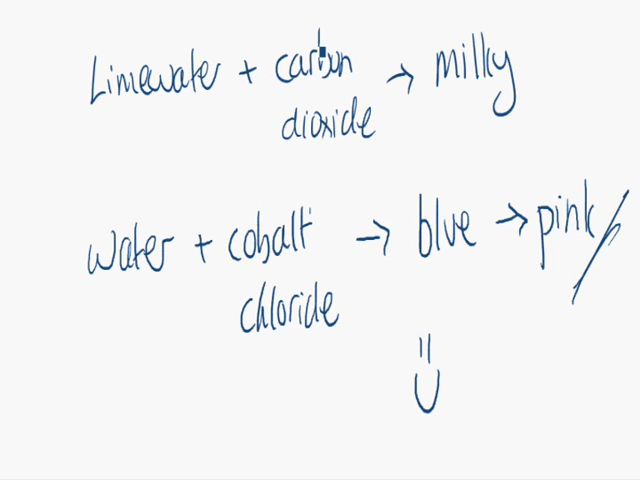 Limewater + carbon → milky
dioxide
water + cobalt → blue → pink
chloride